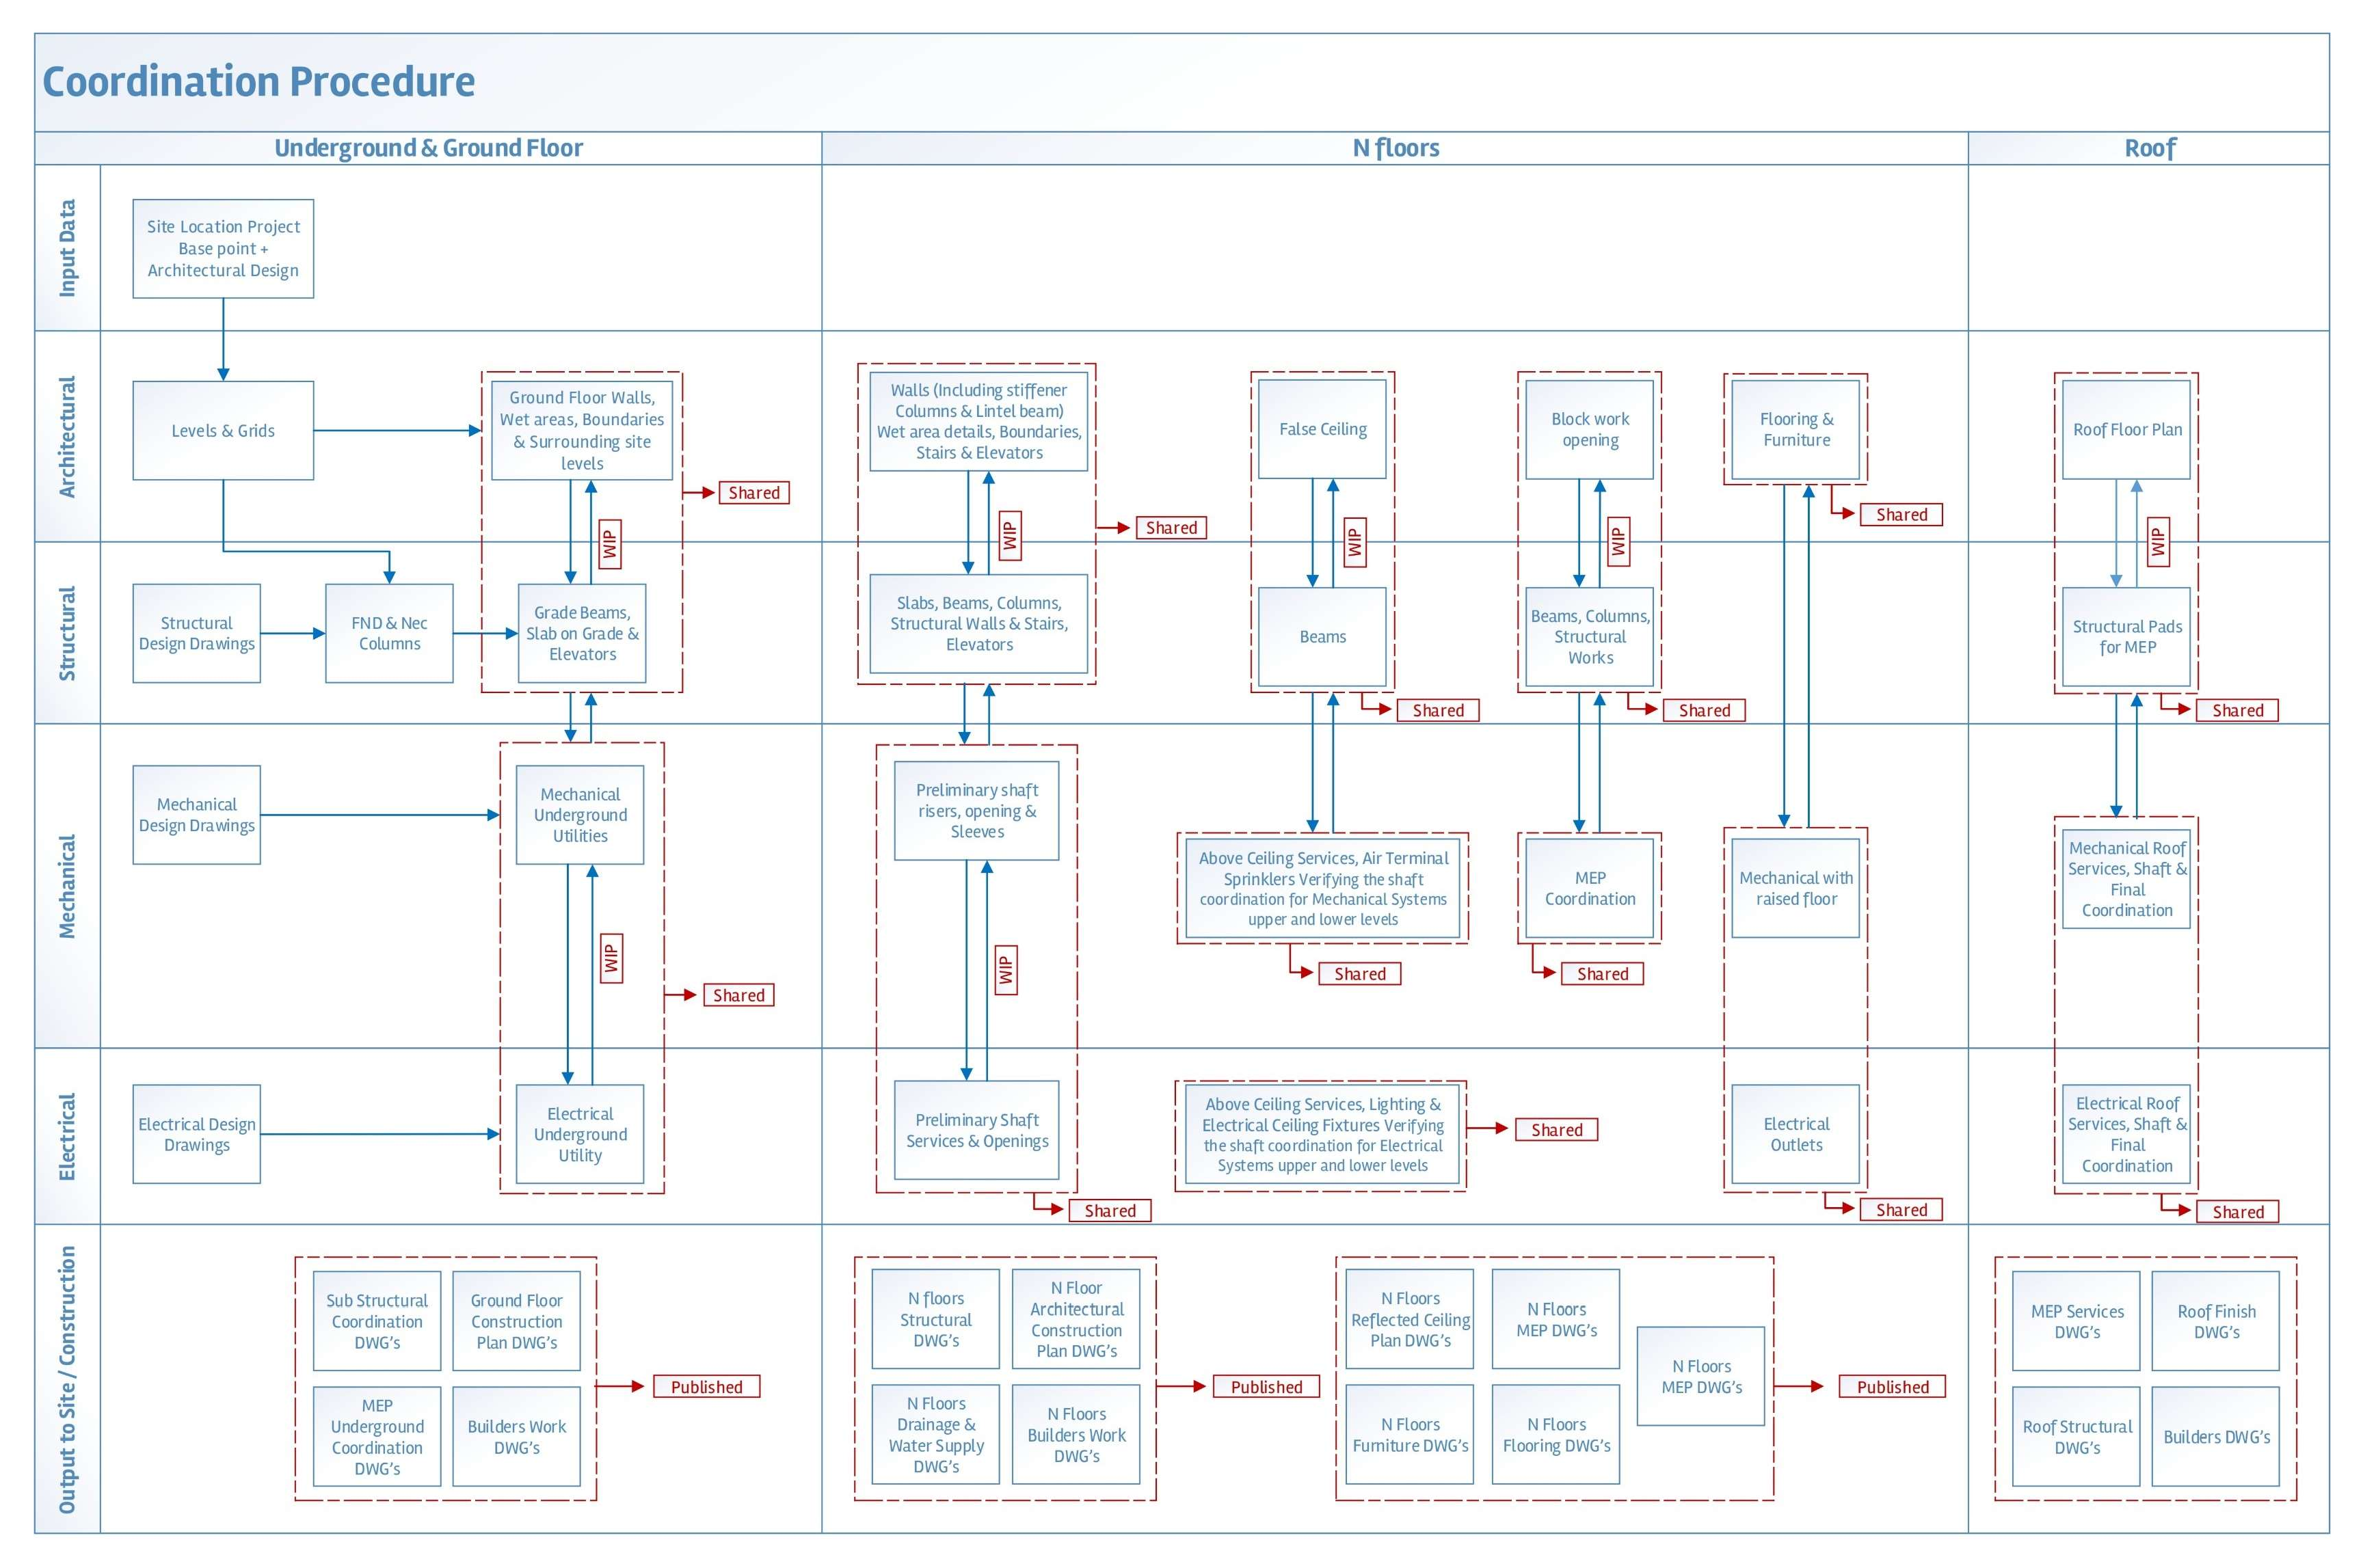 Coordination Procedure
Underground & Ground Floor
N floors
Roof
Input Data
Site Location Project
Base point +
Architectural Design
Architectural
Levels & Grids
Ground Floor Walls,
Wet areas, Boundaries
& Surrounding site
levels
Shared
WIP
Walls (Including stiffener
Columns & Lintel beam)
Wet area details, Boundaries,
Stairs & Elevators
WIP
Shared
False Ceiling
WIP
Block work
opening
WIP
Flooring &
Furniture
Shared
Roof Floor Plan
WIP
Structural
Structural
Design Drawings
FND & Nec
Columns
Grade Beams,
Slab on Grade &
Elevators
Slabs, Beams, Columns,
Structural Walls & Stairs,
Elevators
Beams
Shared
Beams, Columns,
Structural
Works
Shared
Structural Pads
for MEP
Shared
Mechanical
Mechanical
Design Drawings
Mechanical
Underground
Utilities
WIP
Shared
Preliminary shaft
risers, opening &
Sleeves
WIP
Above Ceiling Services, Air Terminal
Sprinklers Verifying the shaft
coordination for Mechanical Systems
upper and lower levels
Shared
MEP
Coordination
Shared
Mechanical with
raised floor
Mechanical Roof
Services, Shaft &
Final
Coordination
Electrical
Electrical Design
Drawings
Electrical
Underground
Utility
Preliminary Shaft
Services & Openings
Shared
Above Ceiling Services, Lighting &
Electrical Ceiling Fixtures Verifying
the shaft coordination for Electrical
Systems upper and lower levels
Shared
Electrical
Outlets
Shared
Electrical Roof
Services, Shaft &
Final
Coordination
Shared
Output to Site / Construction
Sub Structural
Coordination
DWG’s
Ground Floor
Construction
Plan DWG’s
MEP
Underground
Coordination
DWG’s
Builders Work
DWG’s
Published
N floors
Structural
DWG’s
N Floor
Architectural
Construction
Plan DWG’s
N Floors
Drainage &
Water Supply
DWG’s
N Floors
Builders Work
DWG’s
Published
N Floors
Reflected Ceiling
Plan DWG’s
N Floors
MEP DWG’s
N Floors
MEP DWG’s
N Floors
Furniture DWG’s
N Floors
Flooring DWG’s
Published
MEP Services
DWG’s
Roof Finish
DWG’s
Roof Structural
DWG’s
Builders DWG’s